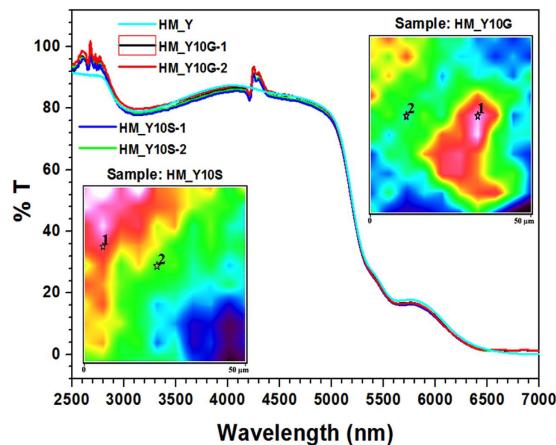 HM_Y
HM_Y10G-1
HM_Y10G-2
HM_Y10S-1
HM_Y10S-2
Sample: HM_Y10G
2
1
0
50 µm
Sample: HM_Y10S
1
2
0
50 µm
% T
100
80
60
40
20
0
2500 3000 3500 4000 4500 5000 5500 6000 6500 7000
Wavelength (nm)